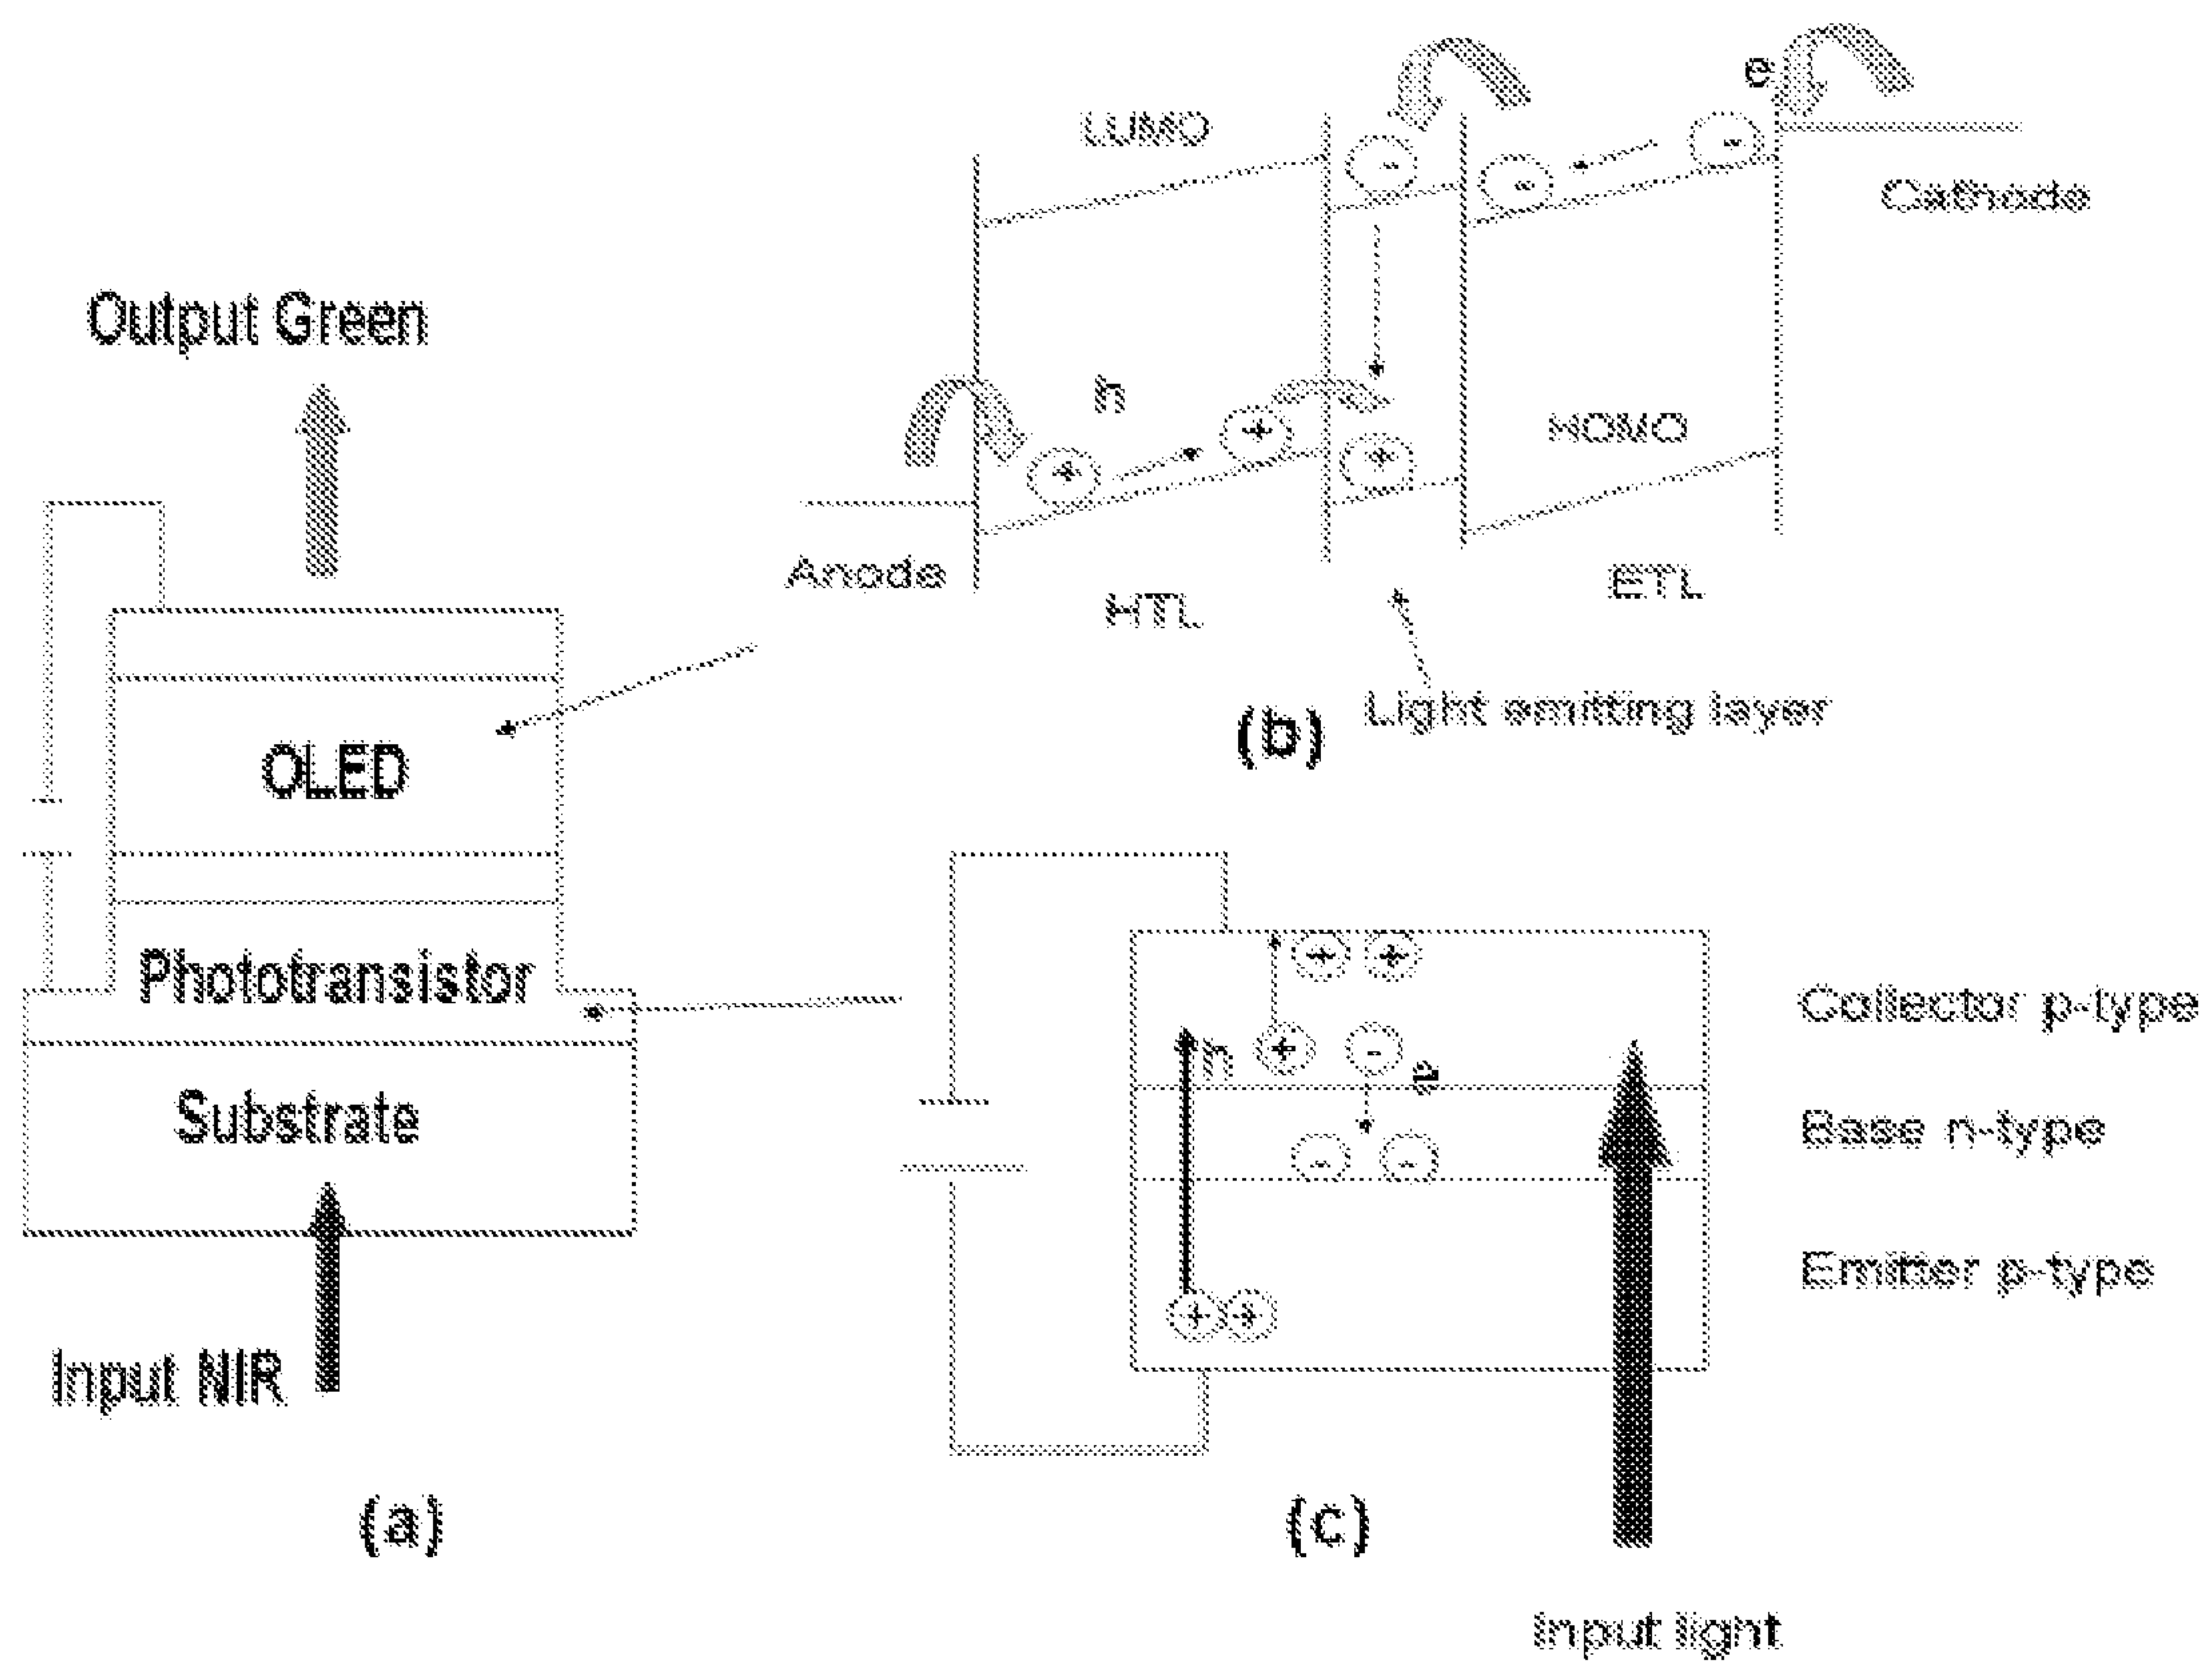 Output Green
OLED
Phototransistor
Substrate
Input NIR
(a)
LUMO
e
Cathode
h
HOMO
Anode
HTL
ETL
Light emitting layer
(b)
h
e
Collector p-type
Base n-type
Emitter p-type
(c)
Input light